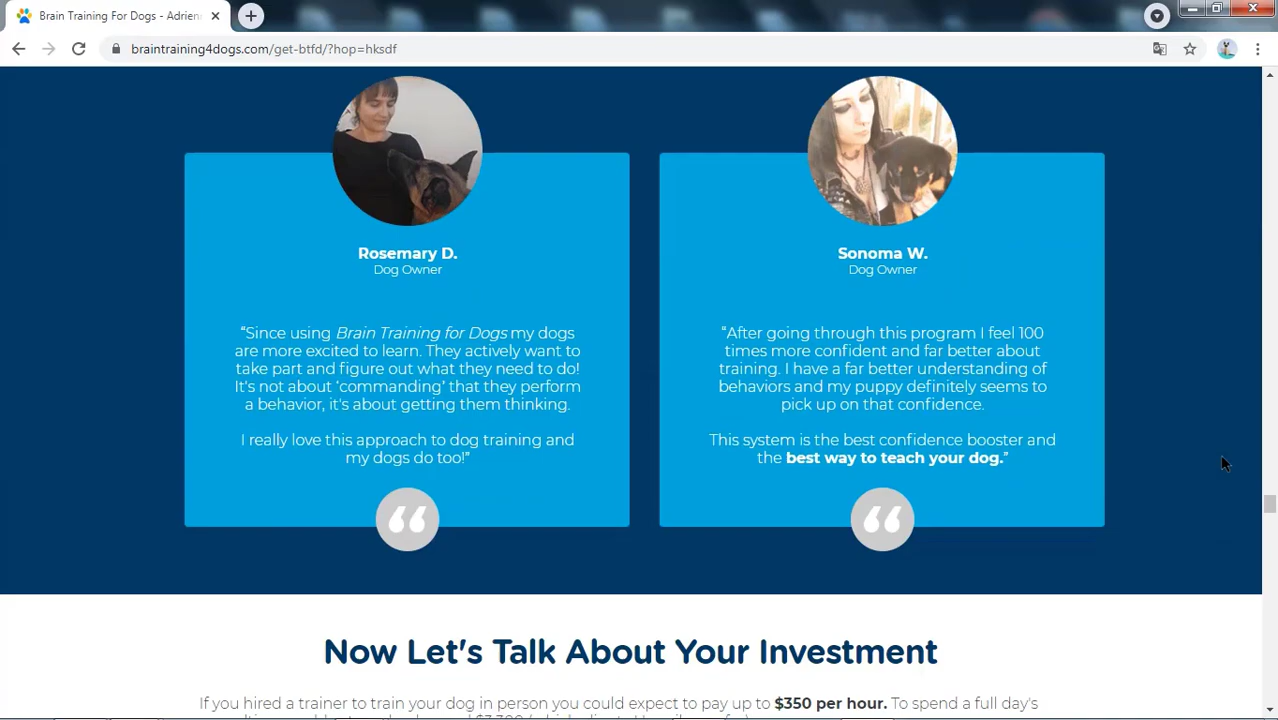 Brain Training For Dogs - Adrien
braintraining4dogs.com/get-btfd/?hop=hksdf
Rosemary D.
Dog Owner
“Since using Brain Training for Dogs my dogs
are more excited to learn. They actively want to
take part and figure out what they need to do!
It's not about ‘commanding’ that they perform
a behavior, it's about getting them thinking.
I really love this approach to dog training and
my dogs do too!”
Sonoma W.
Dog Owner
“After going through this program I feel 100
times more confident and far better about
training. I have a far better understanding of
behaviors and my puppy definitely seems to
pick up on that confidence.
This system is the best confidence booster and
the best way to teach your dog.”
Now Let's Talk About Your Investment
If you hired a trainer to train your dog in person you could expect to pay up to $350 per hour. To spend a full day's